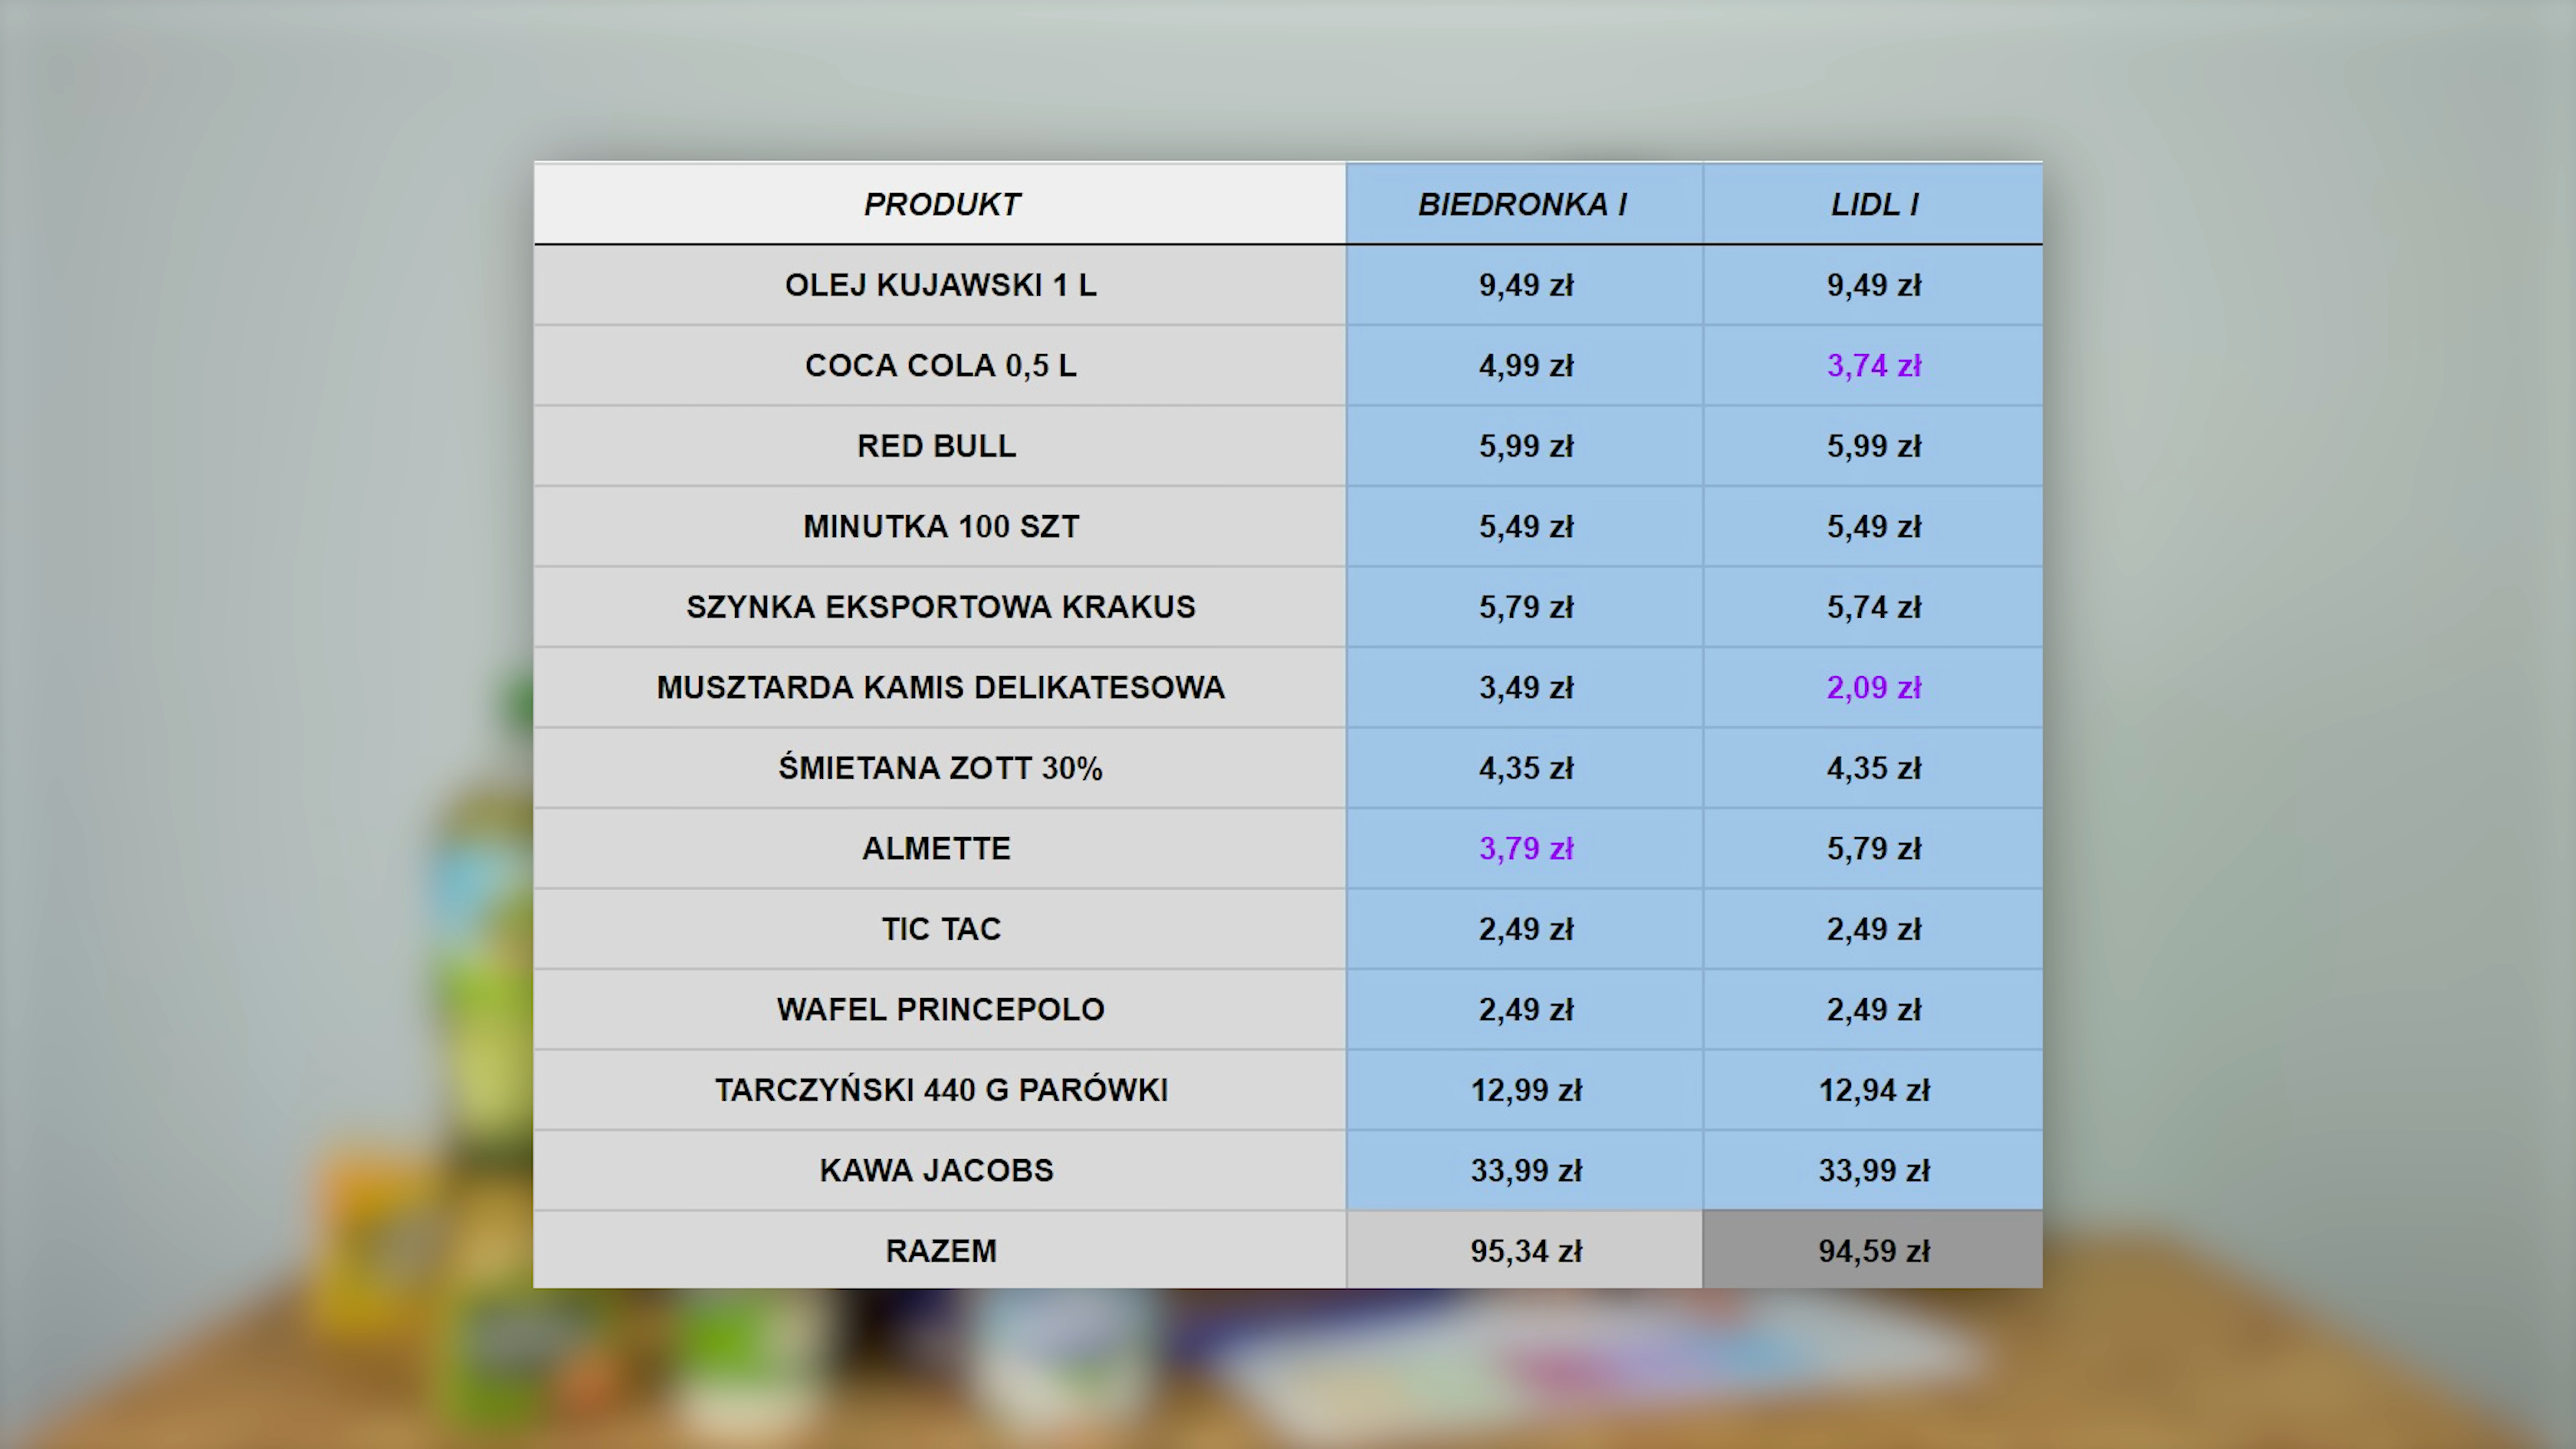 PRODUKT BIEDRONKA I LIDL I
OLEJ KUJAWSKI 1 L 9,49 zł 9,49 zł
COCA COLA 0,5 L 4,99 zł 3,74 zł
RED BULL 5,99 zł 5,99 zł
MINUTKA 100 SZT 5,49 zł 5,49 zł
SZYNKA EKSPORTOWA KRAKUS 5,79 zł 5,74 zł
MUSZTARDA KAMIS DELIKATESOWA 3,49 zł 2,09 zł
ŚMIETANA ZOTT 30% 4,35 zł 4,35 zł
ALMETTE 3,79 zł 5,79 zł
TIC TAC 2,49 zł 2,49 zł
WAFEL PRINCEPOLO 2,49 zł 2,49 zł
TARCZYŃSKI 440 G PARÓWKI 12,99 zł 12,94 zł
KAWA JACOBS 33,99 zł 33,99 zł
RAZEM 95,34 zł 94,59 zł